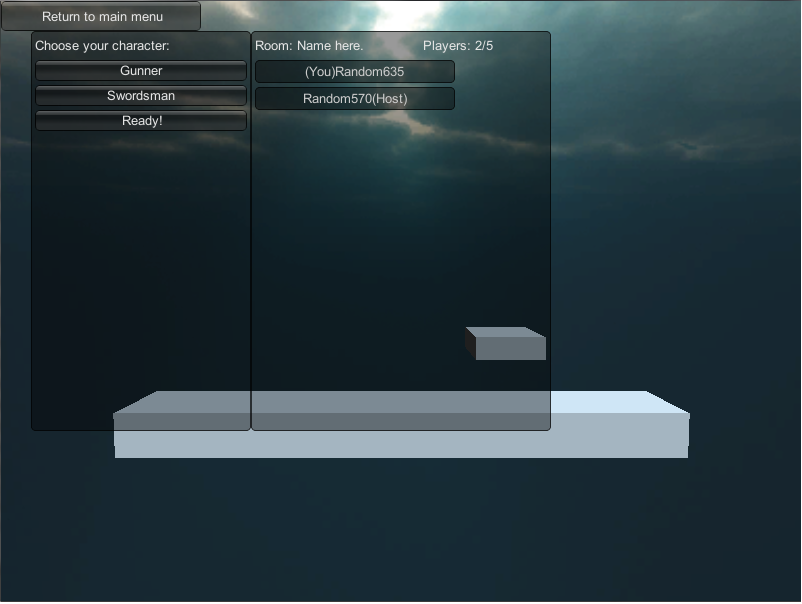 Return to main menu
Choose your character:
Gunner
Swordsman
Ready!
Room: Name here. Players: 2/5
(You)Random635
Random570(Host)